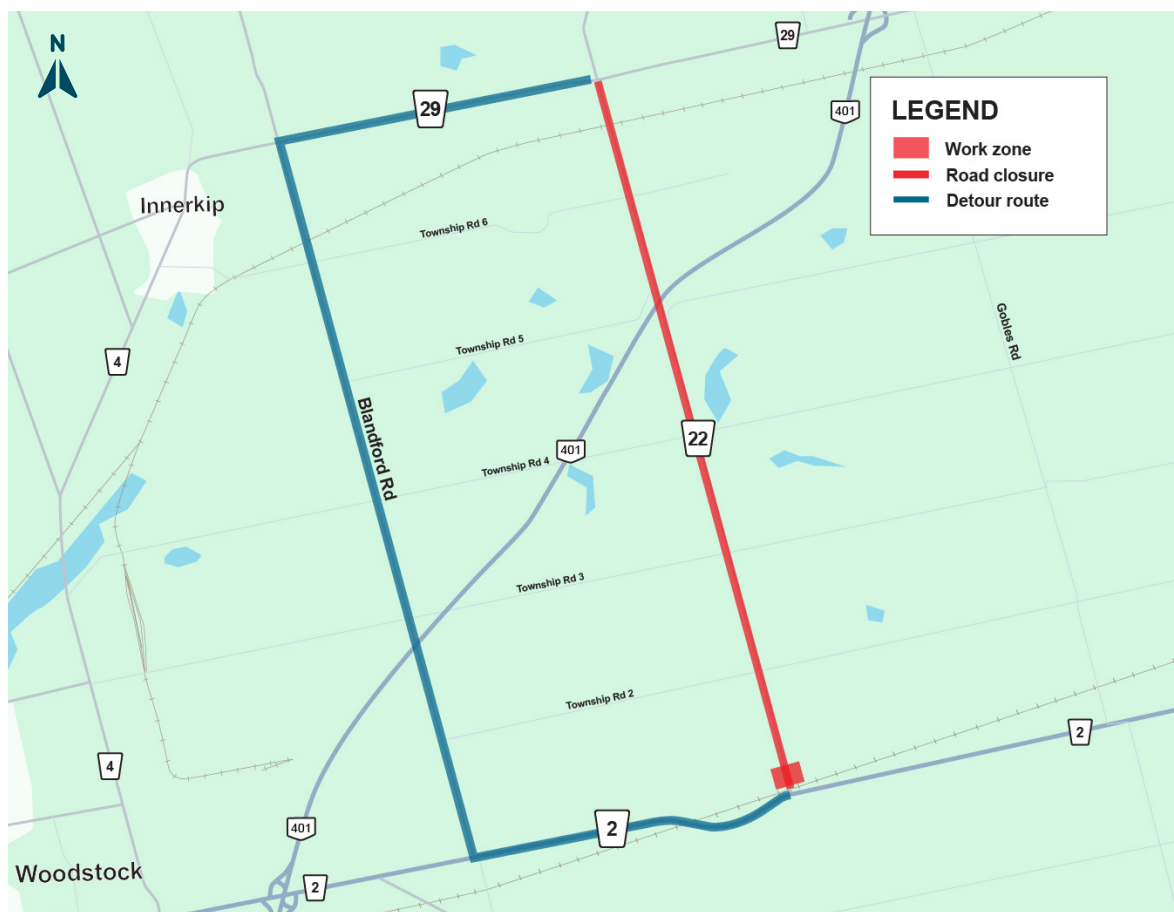 N
29
29
401
LEGEND
Work zone
Road closure
Detour route
Innerkip
Township Rd 6
Township Rd 5
Gobles Rd
4
Blandford Rd
22
401
Township Rd 4
Township Rd 3
Township Rd 2
2
4
401
2
Woodstock
2